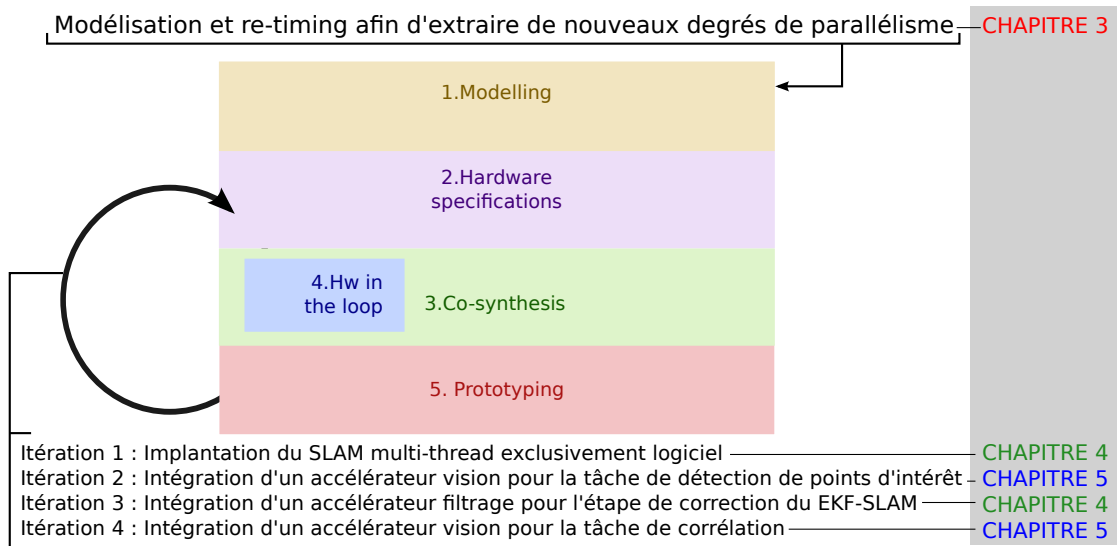 Modélisation et re-timing afin d'extraire de nouveaux degrés de parallélisme CHAPITRE 3
1.Modelling
2.Hardware
specifications
4.Hw in
the loop
3.Co-synthesis
5. Prototyping
Itération 1 : Implantation du SLAM multi-thread exclusivement logiciel CHAPITRE 4
Itération 2 : Intégration d'un accélérateur vision pour la tâche de détection de points d'intérêt CHAPITRE 5
Itération 3 : Intégration d'un accélérateur filtrage pour l'étape de correction du EKF-SLAM CHAPITRE 4
Itération 4 : Intégration d'un accélérateur vision pour la tâche de corrélation CHAPITRE 5